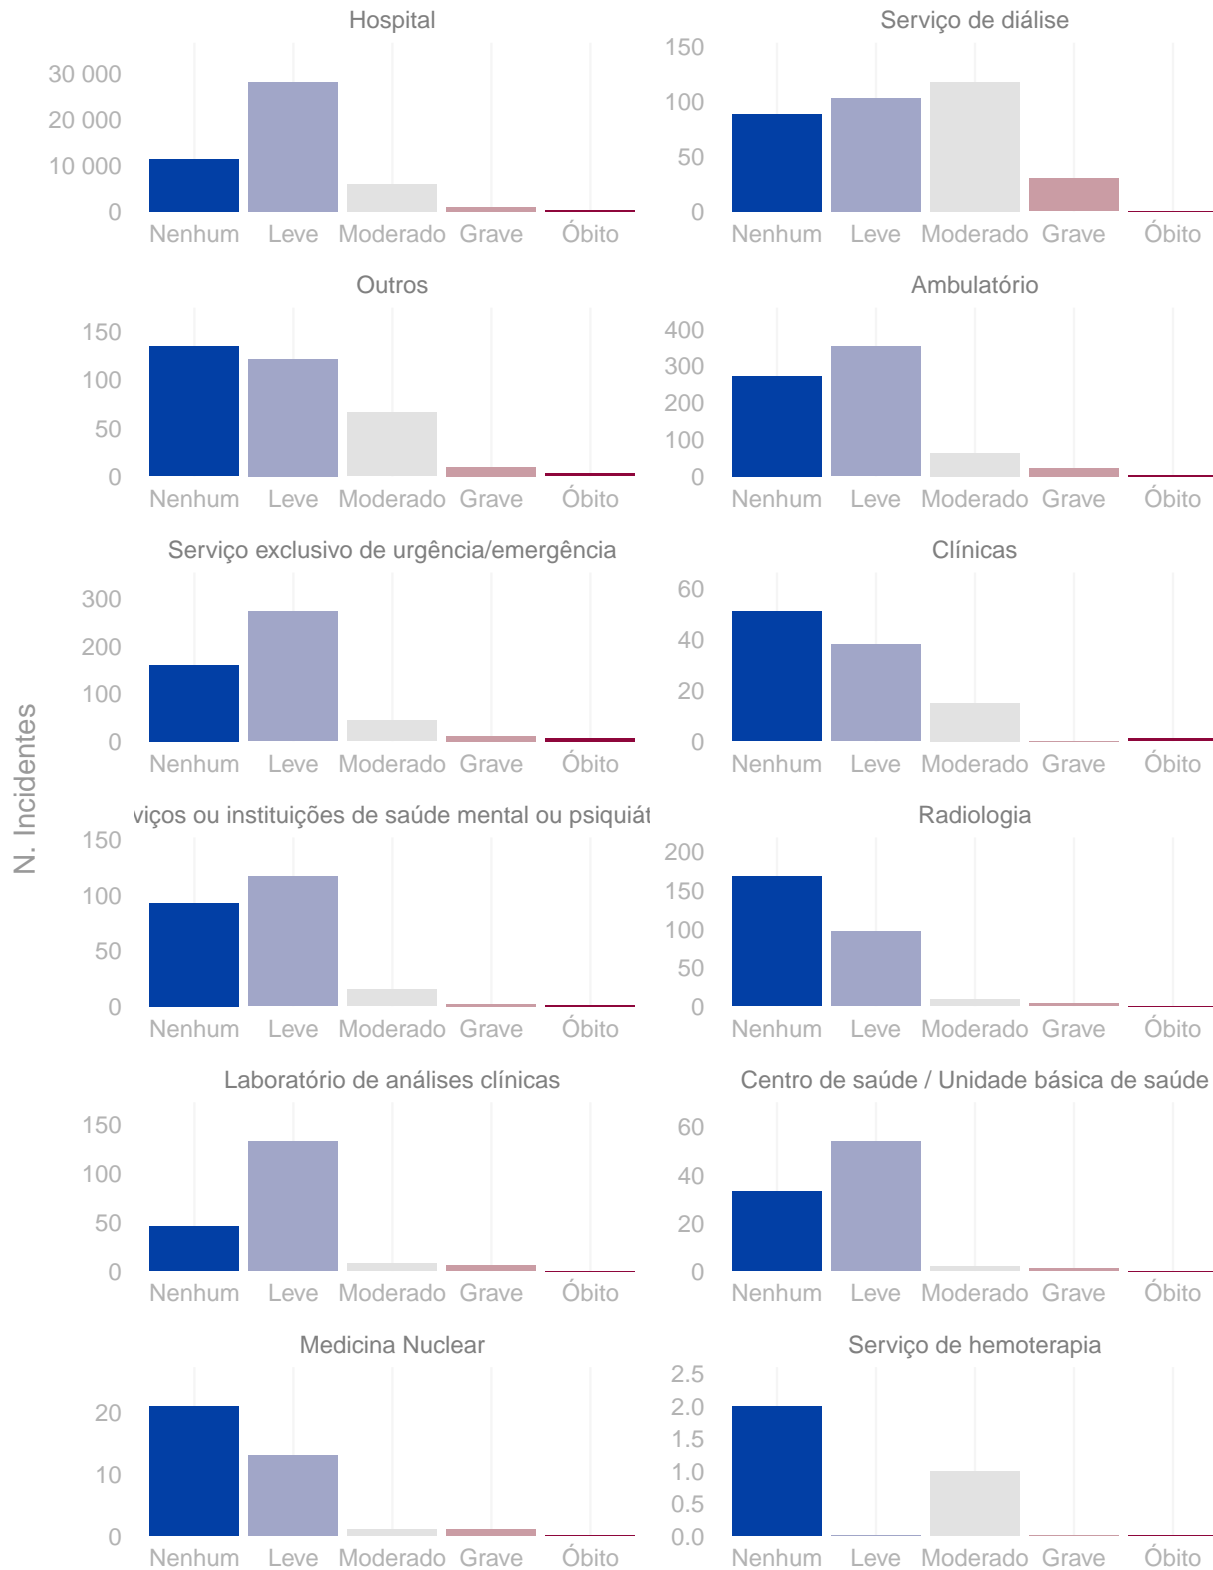 Hospital
30 000
20 000
10 000
0
Nenhum Leve Moderado Grave Óbito
Serviço de diálise
150
100
50
0
Nenhum Leve Moderado Grave Óbito
Outros
150
100
50
0
Nenhum Leve Moderado Grave Óbito
Ambulatório
400
300
200
100
0
Nenhum Leve Moderado Grave Óbito
Serviço exclusivo de urgência/emergência
300
200
100
0
Nenhum Leve Moderado Grave Óbito
Clínicas
60
40
20
0
Nenhum Leve Moderado Grave Óbito
N. Incidentes
viços ou instituições de saúde mental ou psiquiát
150
100
50
0
Nenhum Leve Moderado Grave Óbito
Radiologia
200
150
100
50
0
Nenhum Leve Moderado Grave Óbito
Laboratório de análises clínicas
150
100
50
0
Nenhum Leve Moderado Grave Óbito
Centro de saúde / Unidade básica de saúde
60
40
20
0
Nenhum Leve Moderado Grave Óbito
Medicina Nuclear
20
10
0
Nenhum Leve Moderado Grave Óbito
Serviço de hemoterapia
2.5
2.0
1.5
1.0
0.5
0.0
Nenhum Leve Moderado Grave Óbito